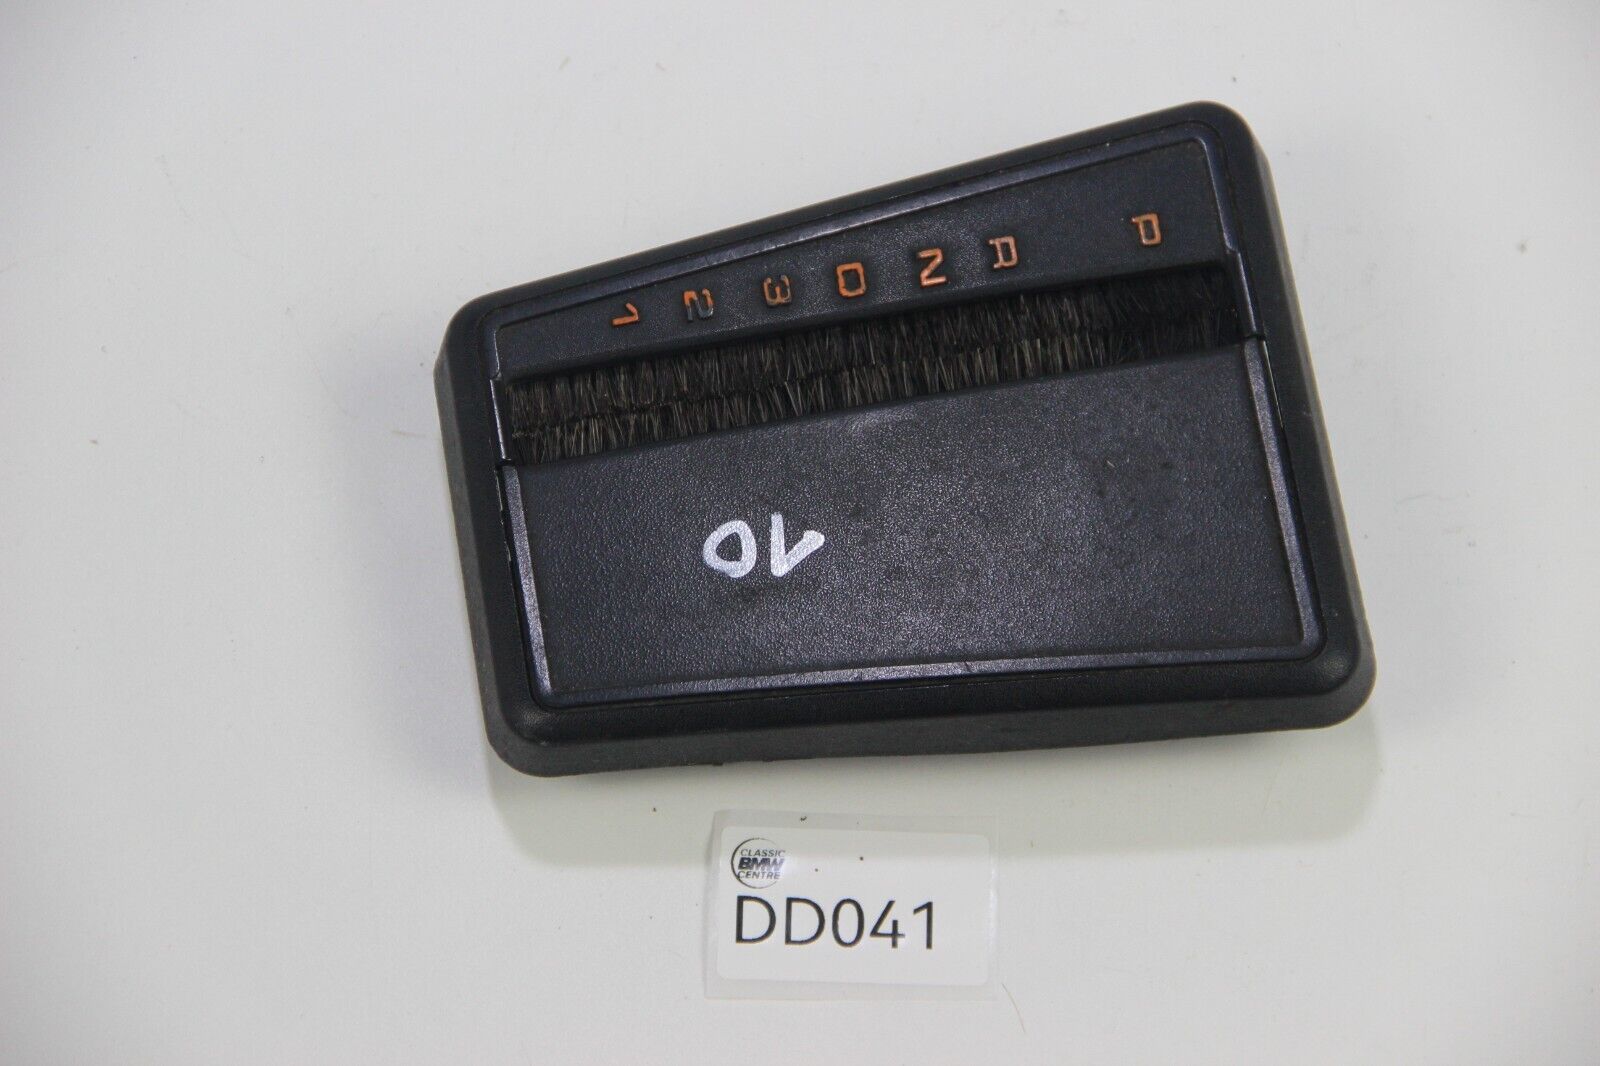 P R N D 3 2 1
10
CLASSIC
BMW
CENTRE
DD041